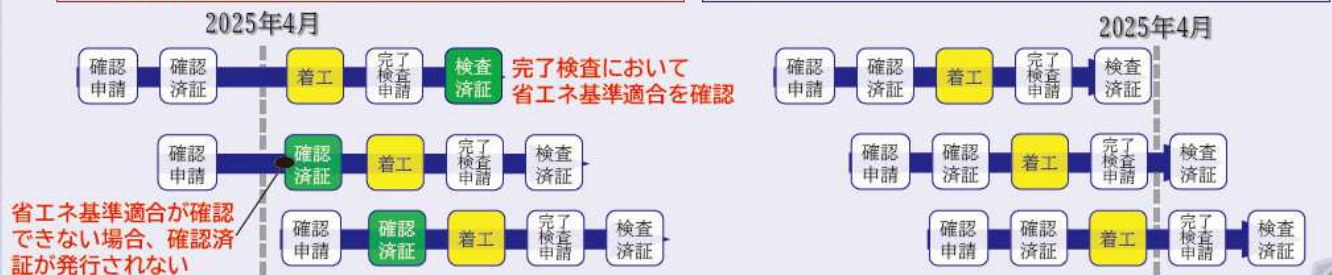 2025年4月
確認
申請
確認
済証
着工
完了
検査
申請
検査
済証
完了検査において
省エネ基準適合を確認
確認
申請
確認
済証
着工
完了
検査
申請
検査
済証
省エネ基準適合が確認
できない場合、確認済
証が発行されない
確認
申請
確認
済証
着工
完了
検査
申請
検査
済証
2025年4月
確認
申請
確認
済証
着工
完了
検査
申請
検査
済証
確認
申請
確認
済証
着工
完了
検査
申請
検査
済証
確認
申請
確認
済証
着工
完了
検査
申請
検査
済証